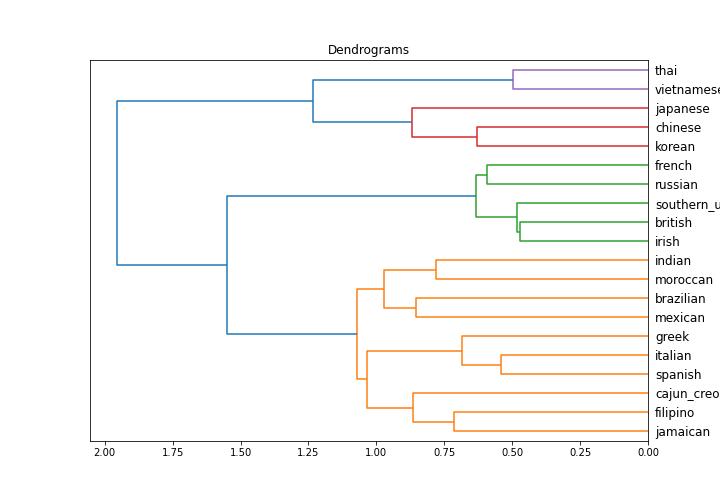 Dendrograms
thai
vietnamese
japanese
chinese
korean
french
russian
southern_u
british
irish
indian
moroccan
brazilian
mexican
greek
italian
spanish
cajun_creo
filipino
jamaican
2.00 1.75 1.50 1.25 1.00 0.75 0.50 0.25 0.00